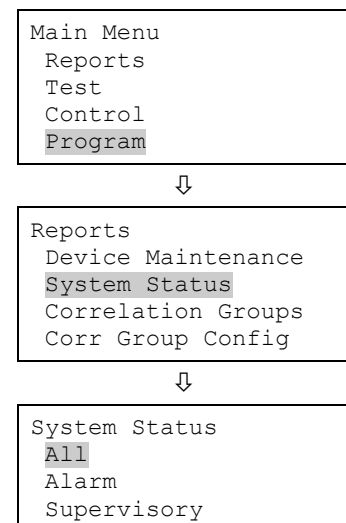 Main Menu
Reports
Test
Control
Program
⇩
Reports
Device Maintenance
System Status
Correlation Groups
Corr Group Config
⇩
System Status
All
Alarm
Supervisory